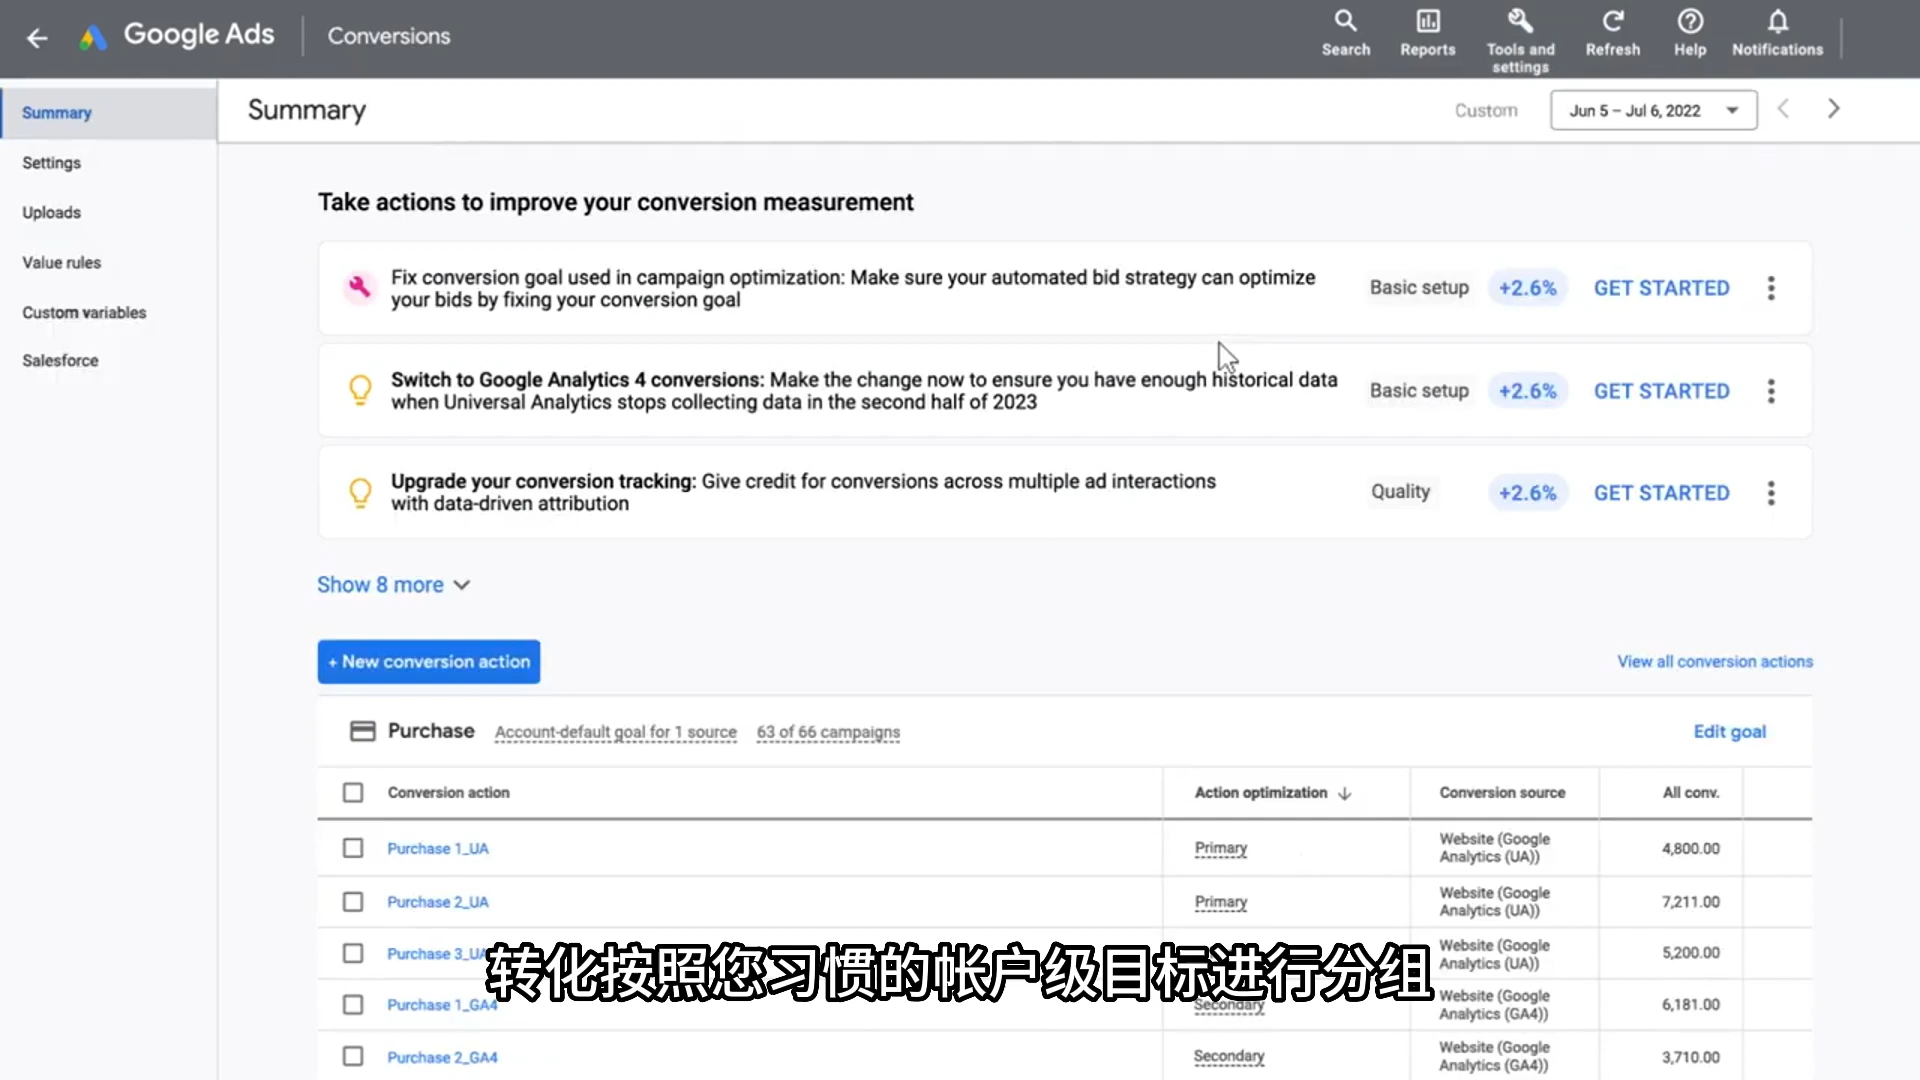 Google Ads
Conversions
Search
Reports
Tools and
settings
Refresh
Help
Notifications
Summary
Settings
Uploads
Value rules
Custom variables
Salesforce
Summary
Custom
Jun 5 – Jul 6, 2022
Take actions to improve your conversion measurement
Fix conversion goal used in campaign optimization: Make sure your automated bid strategy can optimize
your bids by fixing your conversion goal
Basic setup
+2.6%
GET STARTED
Switch to Google Analytics 4 conversions: Make the change now to ensure you have enough historical data
when Universal Analytics stops collecting data in the second half of 2023
Basic setup
+2.6%
GET STARTED
Upgrade your conversion tracking: Give credit for conversions across multiple ad interactions
with data-driven attribution
Quality
+2.6%
GET STARTED
Show 8 more
+ New conversion action
View all conversion actions
Purchase
Account-default goal for 1 source
63 of 66 campaigns
Edit goal
Conversion action
Action optimization
Conversion source
All conv.
Purchase 1_UA
Primary
Website (Google
Analytics (UA))
4,800.00
Purchase 2_UA
Primary
Website (Google
Analytics (UA))
7,211.00
Purchase 3_UA
Website (Google
Analytics (UA))
5,200.00
转化按照您习惯的帐户级目标进行分组
Purchase 1_GA4
Secondary
Website (Google
Analytics (GA4))
6,181.00
Purchase 2_GA4
Secondary
Website (Google
Analytics (GA4))
3,710.00